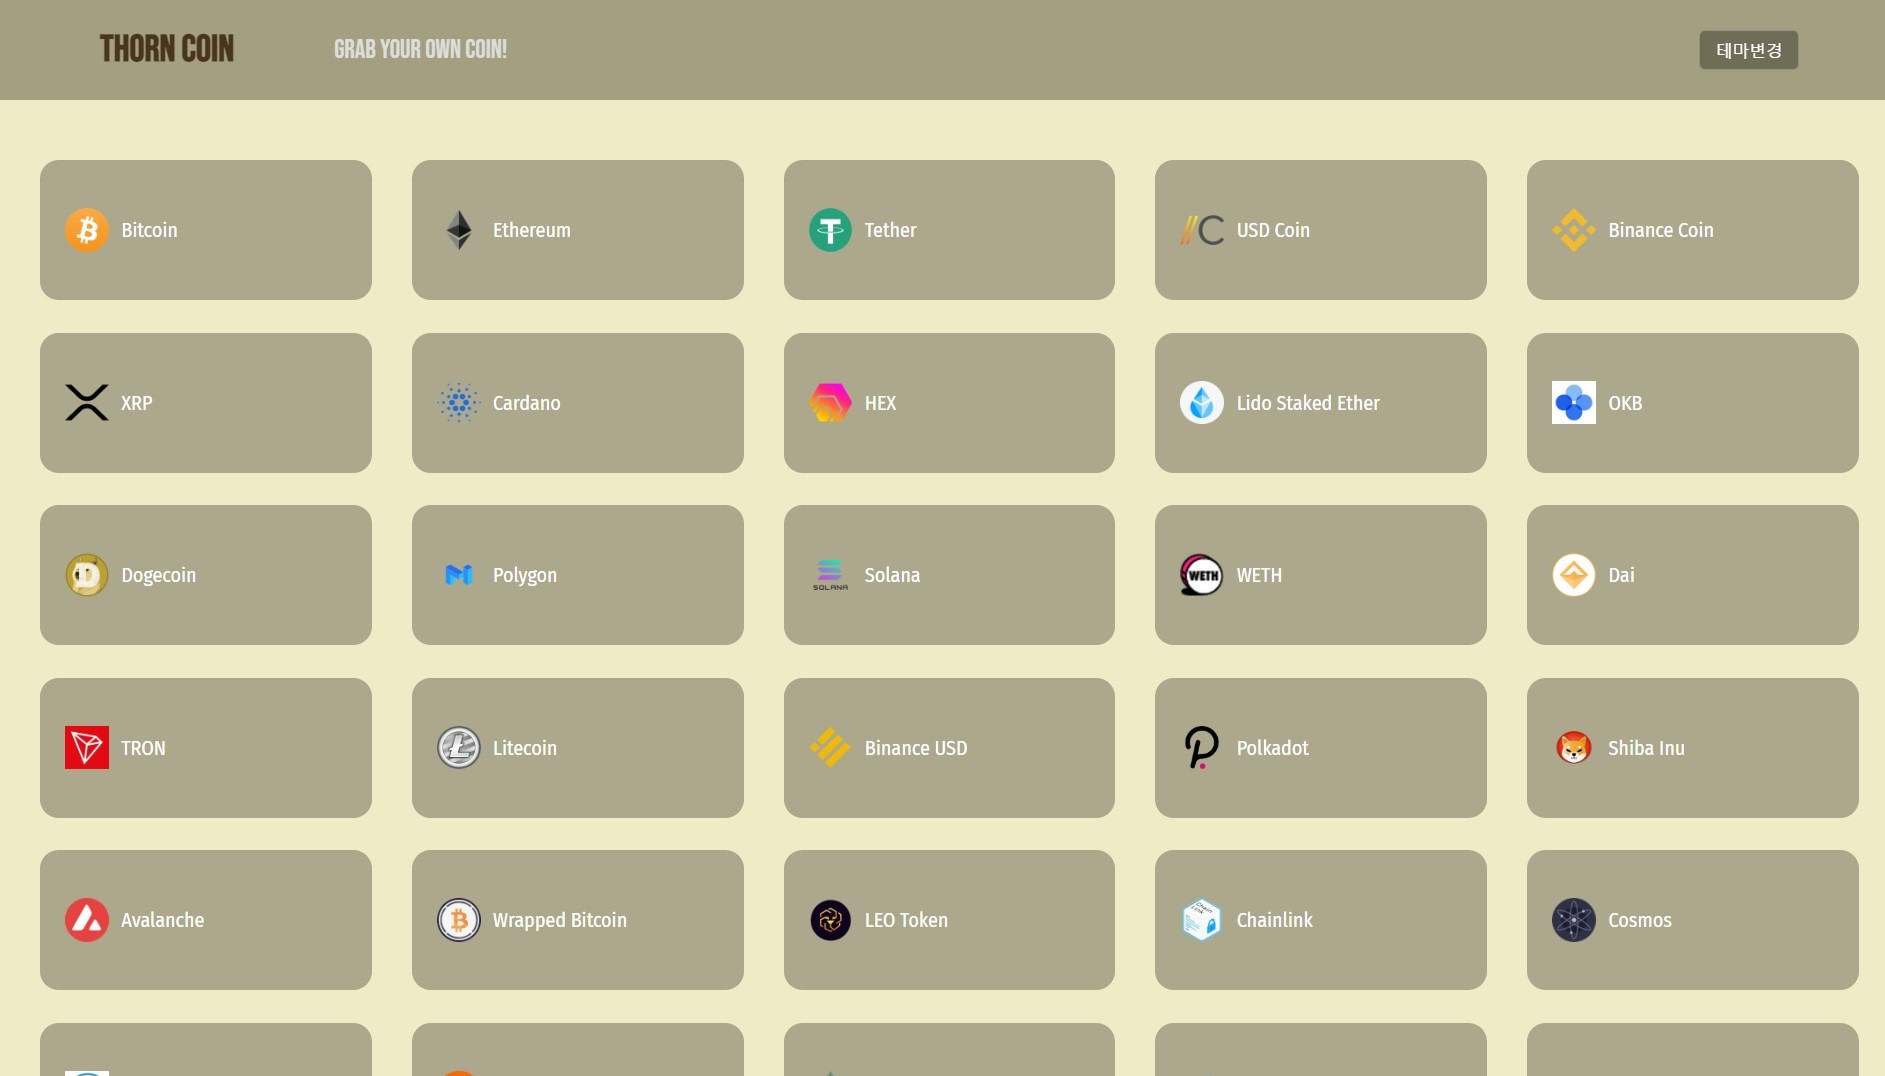 THORN COIN
GRAB YOUR OWN COIN!
테마변경
Bitcoin
Ethereum
Tether
USD Coin
Binance Coin
XRP
Cardano
HEX
Lido Staked Ether
OKB
Dogecoin
Polygon
SOLANA
Solana
WETH
WETH
Dai
TRON
Litecoin
Binance USD
Polkadot
Shiba Inu
Avalanche
Wrapped Bitcoin
LEO Token
Chain
Link
Chainlink
Cosmos